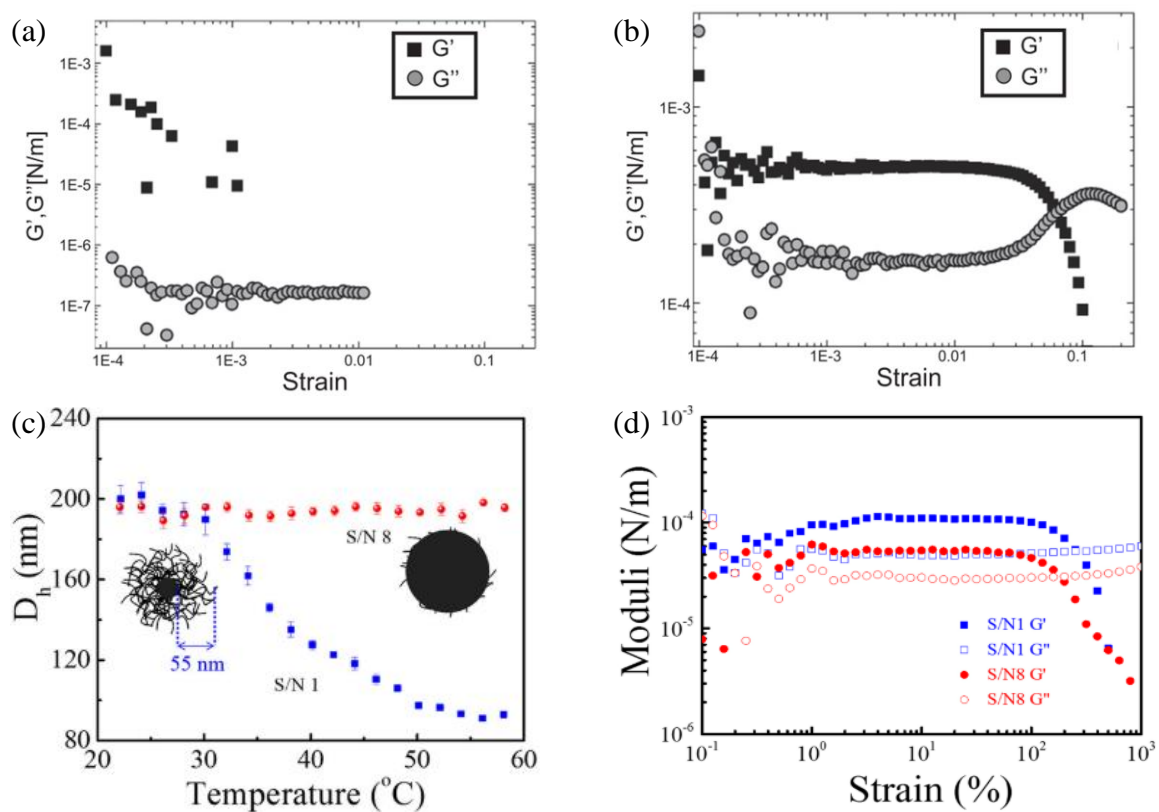 (a)
G'
G''
1E-3
1E-4
1E-5
1E-6
1E-7
G', G''[N/m]
1E-4
1E-3
0.01
0.1
Strain
(b)
G'
G''
1E-3
1E-4
G', G''[N/m]
1E-4
1E-3
0.01
0.1
Strain
(c)
240
200
160
120
80
D_h (nm)
S/N 8
55 nm
S/N 1
20
30
40
50
60
Temperature (°C)
(d)
10^-3
10^-4
10^-5
10^-6
Moduli (N/m)
S/N1 G'
S/N1 G"
S/N8 G'
S/N8 G"
10^-1
10^0
10^1
10^2
10^3
Strain (%)